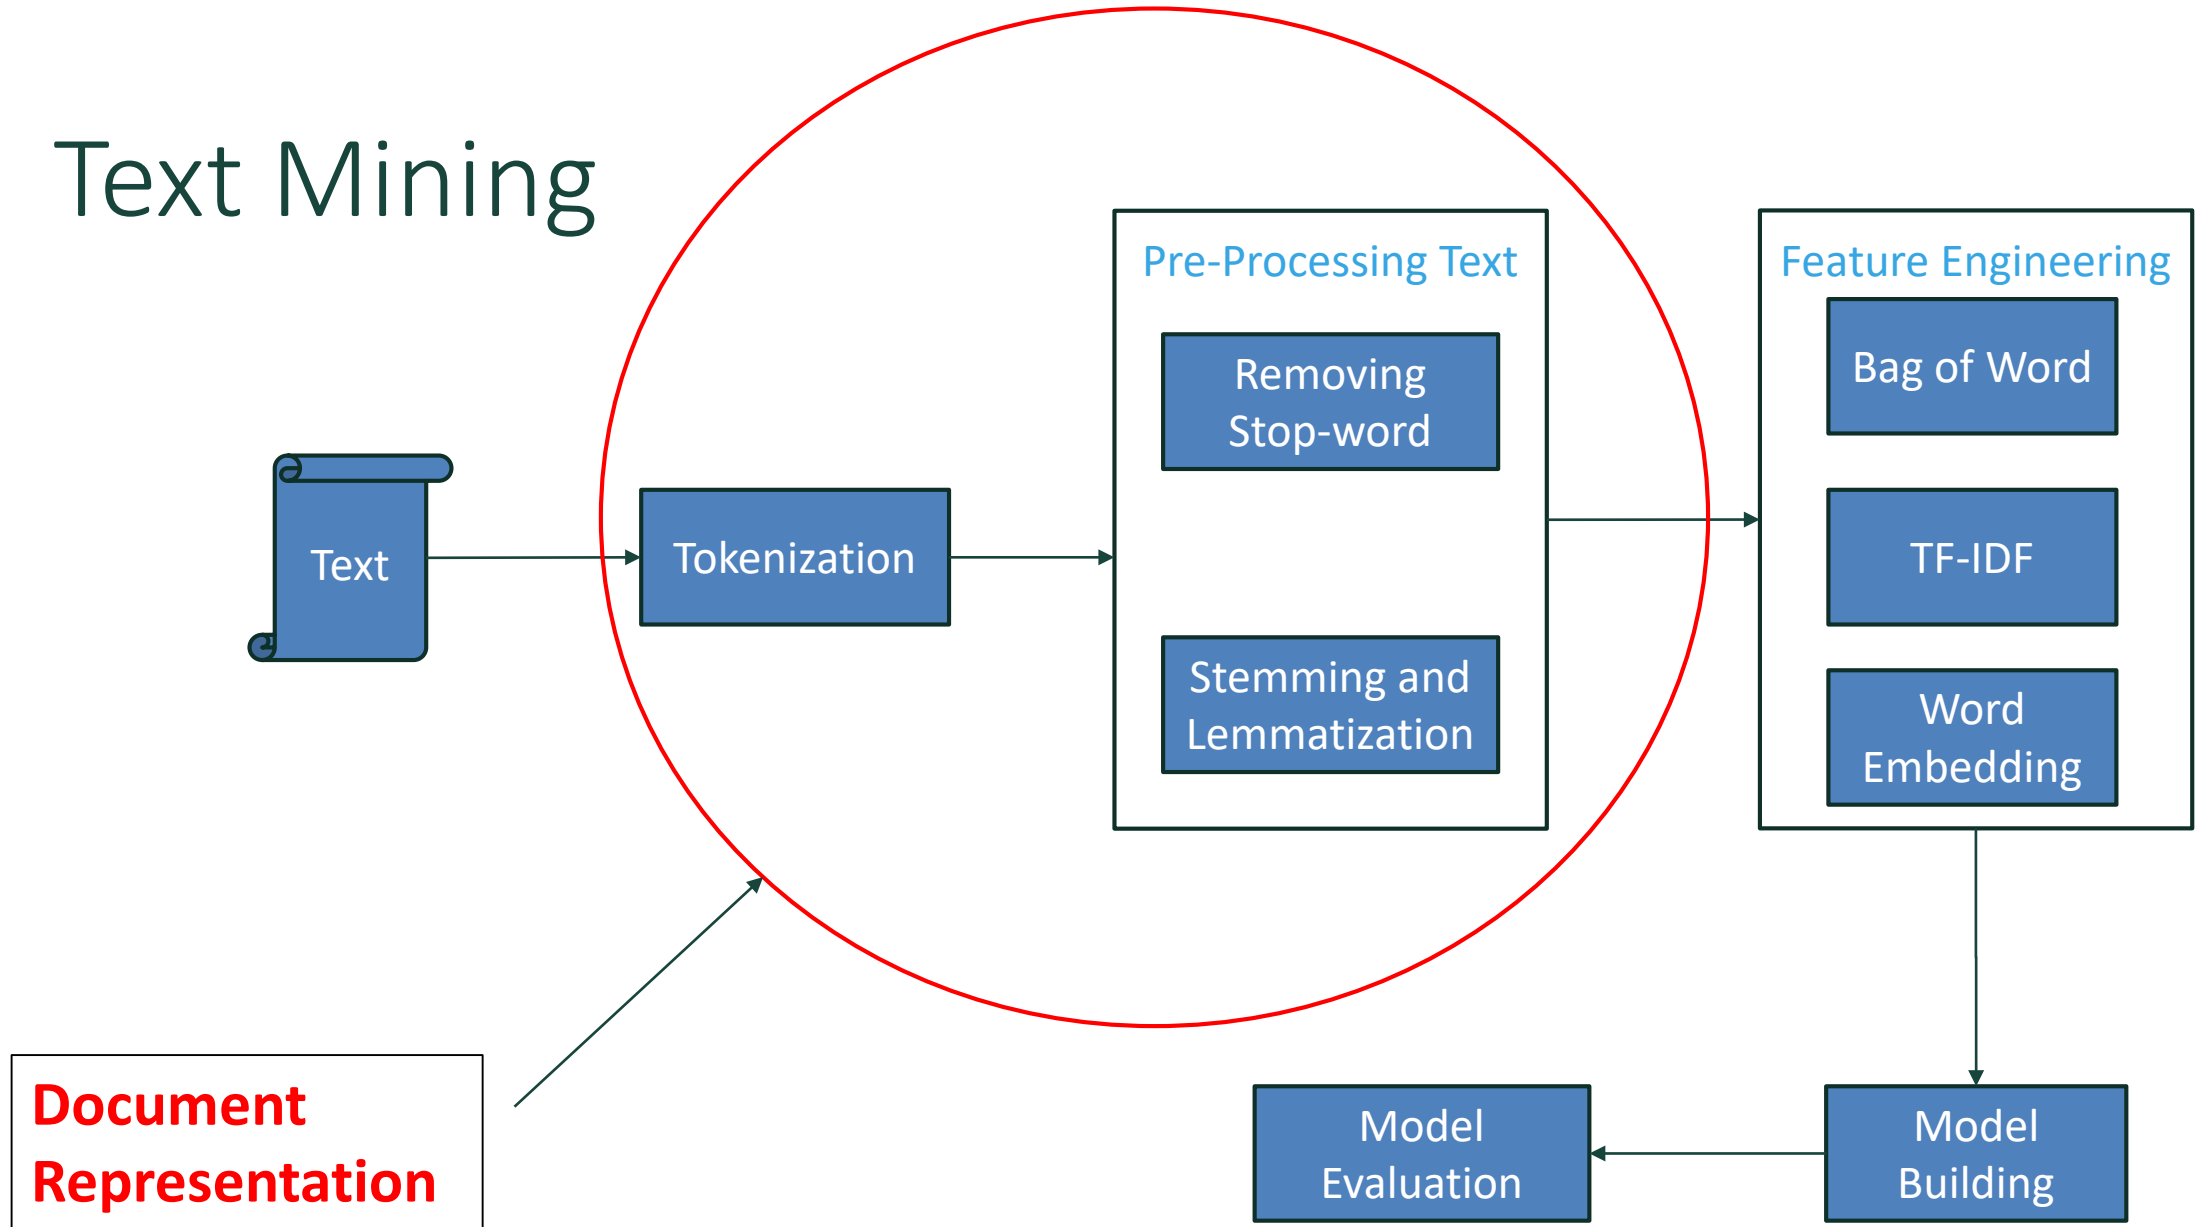 Text Mining
Text
Tokenization
Pre-Processing Text
Removing
Stop-word
Stemming and
Lemmatization
Feature Engineering
Bag of Word
TF-IDF
Word
Embedding
Model
Building
Model
Evaluation
Document
Representation